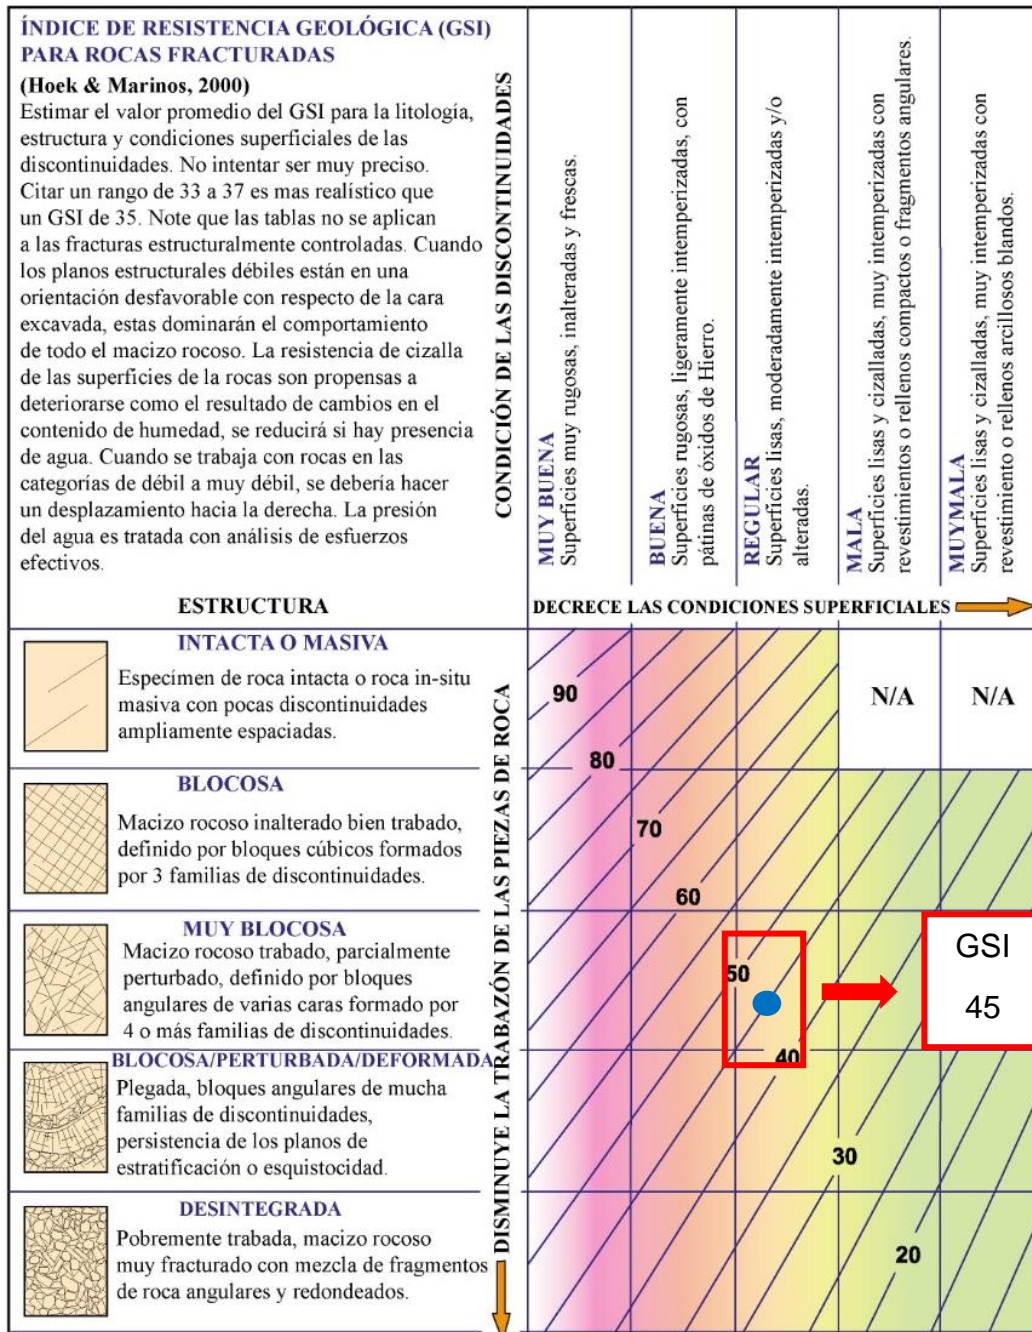 ÍNDICE DE RESISTENCIA GEOLÓGICA (GSI)
PARA ROCAS FRACTURADAS
(Hoek & Marinos, 2000)
Estimar el valor promedio del GSI para la litología,
estructura y condiciones superficiales de las
discontinuidades. No intentar ser muy preciso.
Citar un rango de 33 a 37 es mas realístico que
un GSI de 35. Note que las tablas no se aplican
a las fracturas estructuralmente controladas. Cuando
los planos estructurales débiles están en una
orientación desfavorable con respecto de la cara
excavada, estas dominarán el comportamiento
de todo el macizo rocoso. La resistencia de cizalla
de las superficies de la rocas son propensas a
deteriorarse como el resultado de cambios en el
contenido de humedad, se reducirá si hay presencia
de agua. Cuando se trabaja con rocas en las
categorías de débil a muy débil, se debería hacer
un desplazamiento hacia la derecha. La presión
del agua es tratada con análisis de esfuerzos
efectivos.
CONDICIÓN DE LAS DISCONTINUIDADES
MUY BUENA
Superficies muy rugosas, inalteradas y frescas.
BUENA
Superficies rugosas, ligeramente intemperizadas, con
pátinas de óxidos de Hierro.
REGULAR
Superficies lisas, moderadamente intemperizadas y/o
alteradas.
MALA
Superficies lisas y cizalladas, muy intemperizadas con
revestimientos o rellenos compactos o fragmentos angulares.
MUYMALA
Superficies lisas y cizalladas, muy intemperizadas con
revestimiento o rellenos arcillosos blandos.
ESTRUCTURA
DECRECE LAS CONDICIONES SUPERFICIALES
INTACTA O MASIVA
Especímen de roca intacta o roca in-situ
masiva con pocas discontinuidades
ampliamente espaciadas.
BLOCOSA
Macizo rocoso inalterado bien trabado,
definido por bloques cúbicos formados
por 3 familias de discontinuidades.
MUY BLOCOSA
Macizo rocoso trabado, parcialmente
perturbado, definido por bloques
angulares de varias caras formado por
4 o más familias de discontinuidades.
BLOCOSA/PERTURBADA/DEFORMADA
Plegada, bloques angulares de mucha
familias de discontinuidades,
persistencia de los planos de
estratificación o esquistocidad.
DESINTEGRADA
Pobremente trabada, macizo rocoso
muy fracturado con mezcla de fragmentos
de roca angulares y redondeados.
DISMINUYE LA TRABAZÓN DE LAS PIEZAS DE ROCA
90
N/A
N/A
80
70
60
50
40
30
20
GSI
45